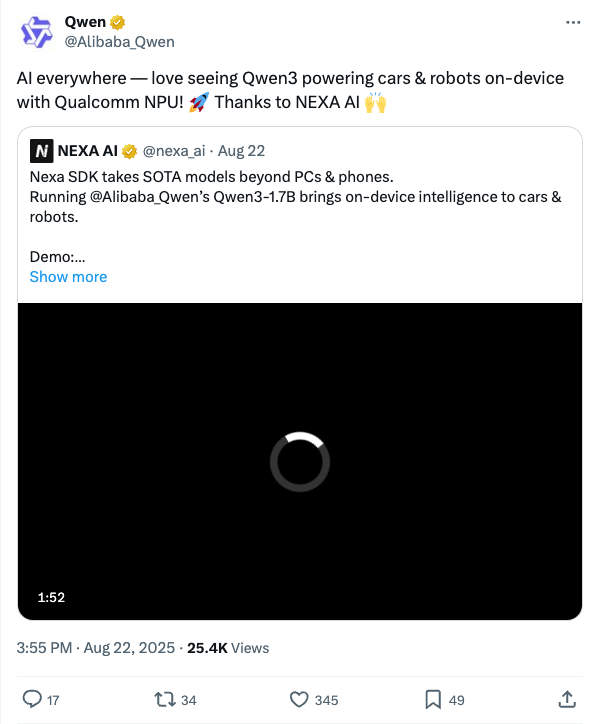 Qwen
@Alibaba_Qwen
AI everywhere — love seeing Qwen3 powering cars & robots on-device
with Qualcomm NPU! 🚀 Thanks to NEXA AI 🙌
N NEXA AI @nexa_ai · Aug 22
Nexa SDK takes SOTA models beyond PCs & phones.
Running @Alibaba_Qwen’s Qwen3-1.7B brings on-device intelligence to cars &
robots.
Demo:...
Show more
1:52
3:55 PM · Aug 22, 2025 · 25.4K Views
17 34 345 49